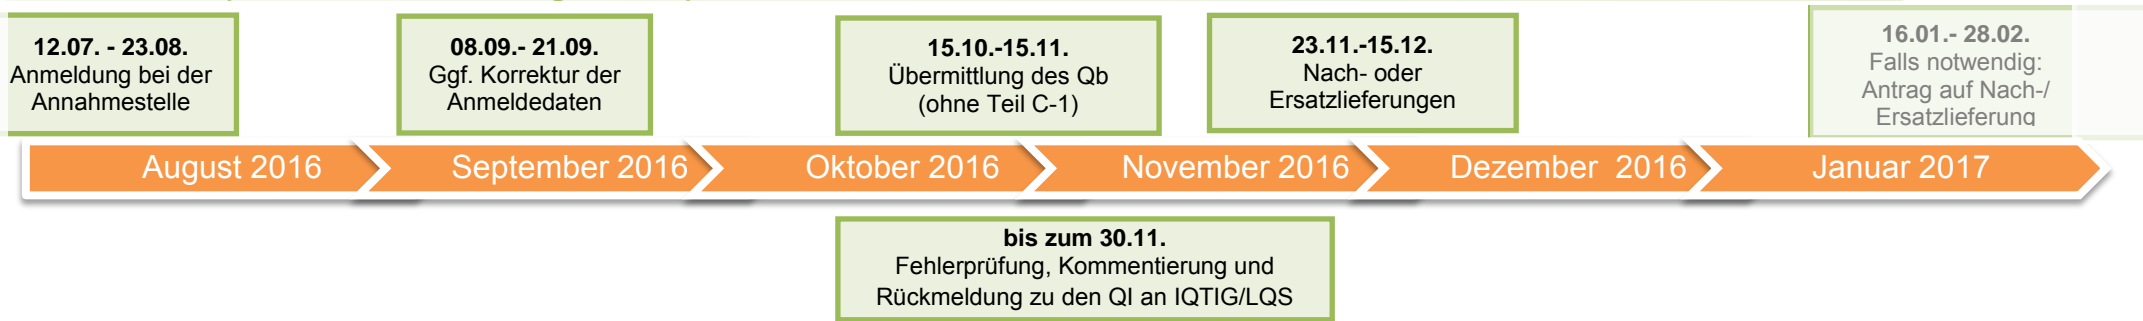 12.07. - 23.08.
Anmeldung bei der
Annahmestelle
08.09.- 21.09.
Ggf. Korrektur der
Anmeldedaten
15.10.-15.11.
Übermittlung des Qb
(ohne Teil C-1)
23.11.-15.12.
Nach- oder
Ersatzlieferungen
16.01.- 28.02.
Falls notwendig:
Antrag auf Nach-/
Ersatzlieferung
August 2016
September 2016
Oktober 2016
November 2016
Dezember 2016
Januar 2017
bis zum 30.11.
Fehlerprüfung, Kommentierung und
Rückmeldung zu den QI an IQTIG/LQS